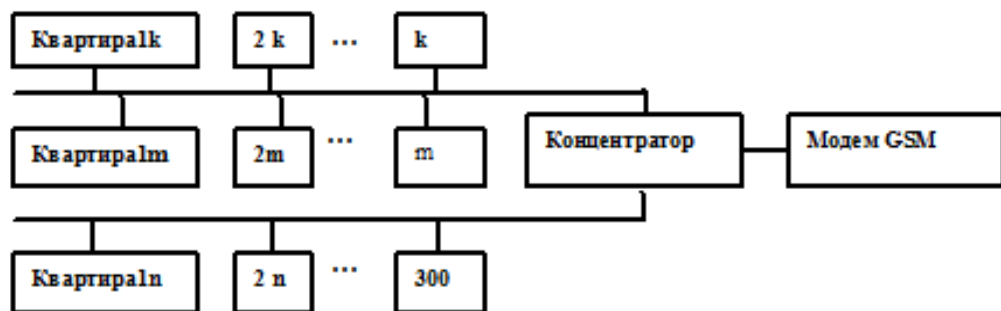 Квартира1k 2 k ... k
Квартира1m 2m ... m Концентратор Модем GSM
Квартира1n 2 n ... 300